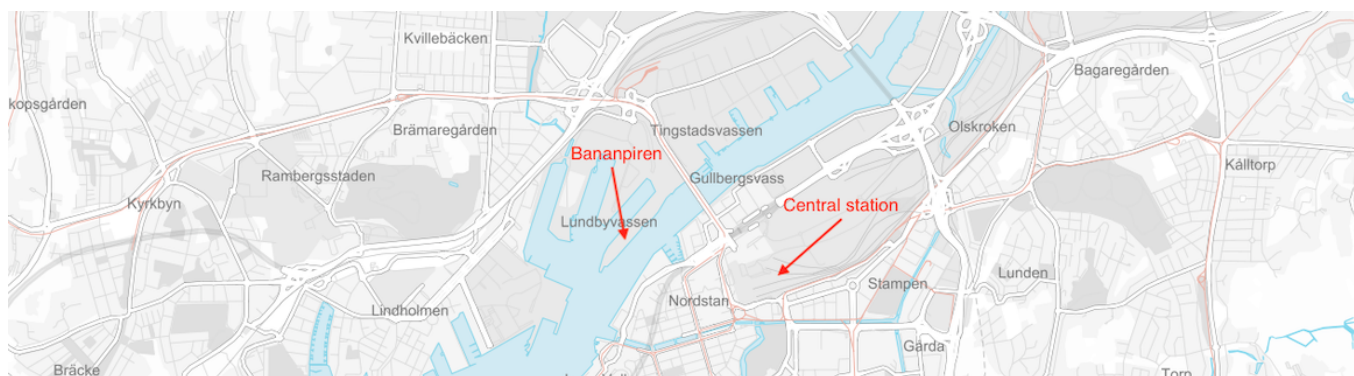 Kvillebäcken
Bagaregården
kopsgården
Brämaregården
Tingstadsvassen
Olskroken
Bananpiren
Rambergsstaden
Gullbergsvass
Kålltorp
Kyrkbyn
Central station
Lundbyvassen
Lunden
Stampen
Nordstan
Lindholmen
Gårda
Bräcke
Torp